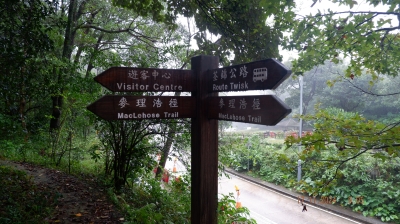 遊客中心
Visitor Centre
麥理浩徑
MacLehose Trail
荃錦公路
Route Twisk
麥理浩徑
MacLehose Trail